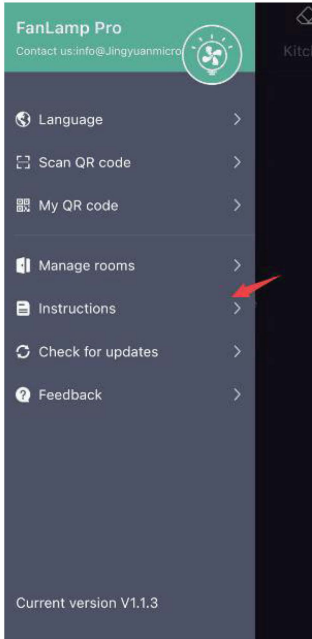 FanLamp Pro
Contact us:info@Jingyuanmicro
Language
Scan QR code
My QR code
Manage rooms
Instructions
Check for updates
Feedback
Current version V1.1.3